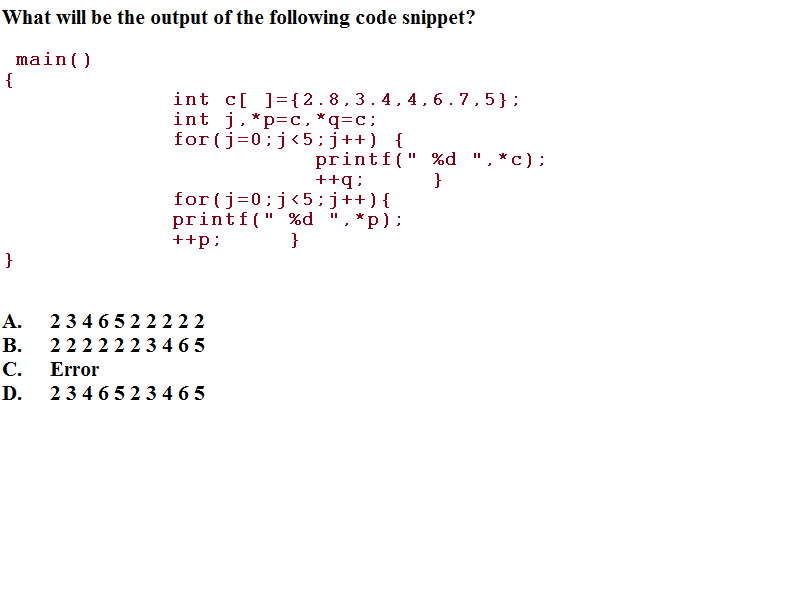 What will be the output of the following code snippet?
main()
{
int c[ ]={2.8,3.4,4,6.7,5};
int j,*p=c,*q=c;
for(j=0;j<5;j++) {
printf(" %d ",*c);
++q; }
for(j=0;j<5;j++){
printf(" %d ",*p);
++p; }
}
A. 2 3 4 6 5 2 2 2 2 2
B. 2 2 2 2 2 2 3 4 6 5
C. Error
D. 2 3 4 6 5 2 3 4 6 5